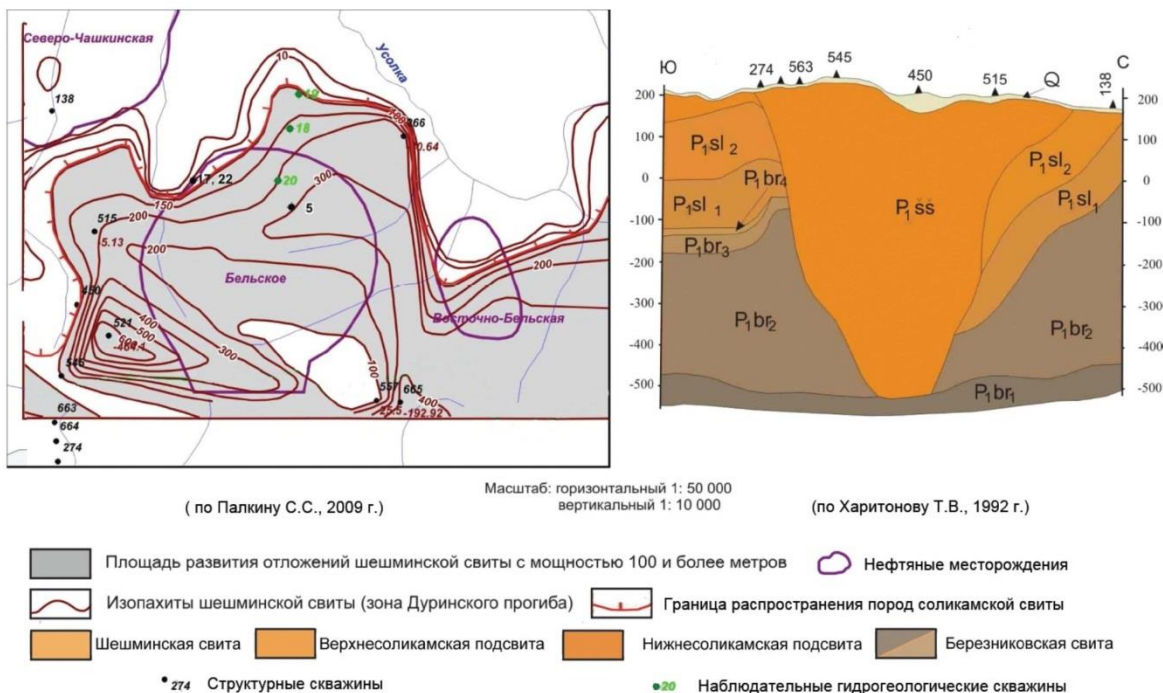 Северо-Чашкинская
138
10
Усолка
19
18
100
366
0.64
17, 22
20
300
5
150
200
515
5.13
200
200
Бельское
Восточно-Бельская
521
400
500
300
100
546
557
665
400
25.5
-192.92
663
664
274
Ю
274
563
545
450
515
Q
138
С
200
100
0
-100
-200
-300
-400
-500
200
100
0
-100
-200
-300
-400
-500
P₁sl₂
P₁br₄
P₁sl₁
P₁br₃
P₁br₂
P₁s̈s̈
P₁sl₂
P₁sl₁
P₁br₂
P₁br₁
Масштаб: горизонтальный 1: 50 000
вертикальный 1: 10 000
( по Палкину С.С., 2009 г.)
(по Харитонову Т.В., 1992 г.)
Площадь развития отложений шешминской свиты с мощностью 100 и более метров
Нефтяные месторождения
Изопахиты шешминской свиты (зона Дуринского прогиба)
Граница распространения пород соликамской свиты
Шешминская свита
Верхнесоликамская подсвита
Нижнесоликамская подсвита
Березниковская свита
274
Структурные скважины
20
Наблюдательные гидрогеологические скважины